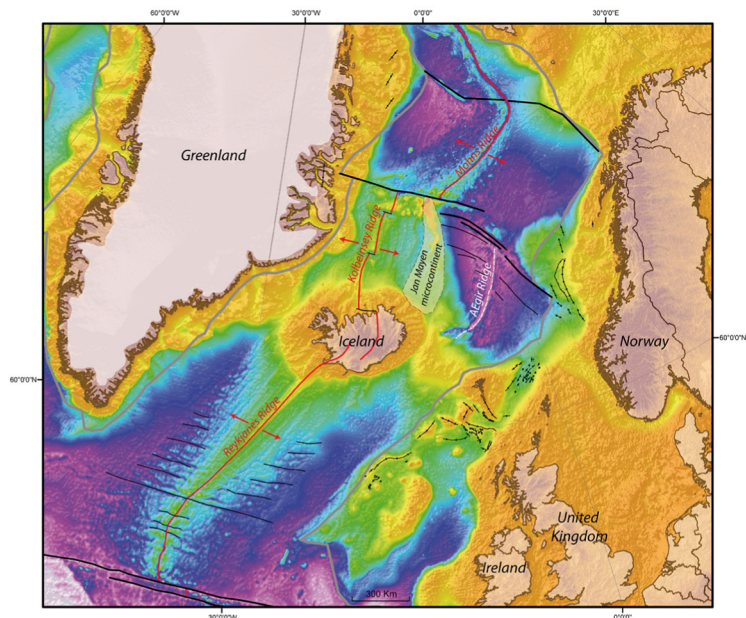 60°0'0"W
30°0'0"W
0°0'0"
30°0'0"E
Greenland
Mohns Ridge
Kolbeinsey Ridge
Jan Mayen
microcontinent
AEgir Ridge
Iceland
Norway
60°0'0"N
60°0'0"N
Reykjanes Ridge
United
Kingdom
Ireland
300 Km
30°0'0"W
0°0'0"